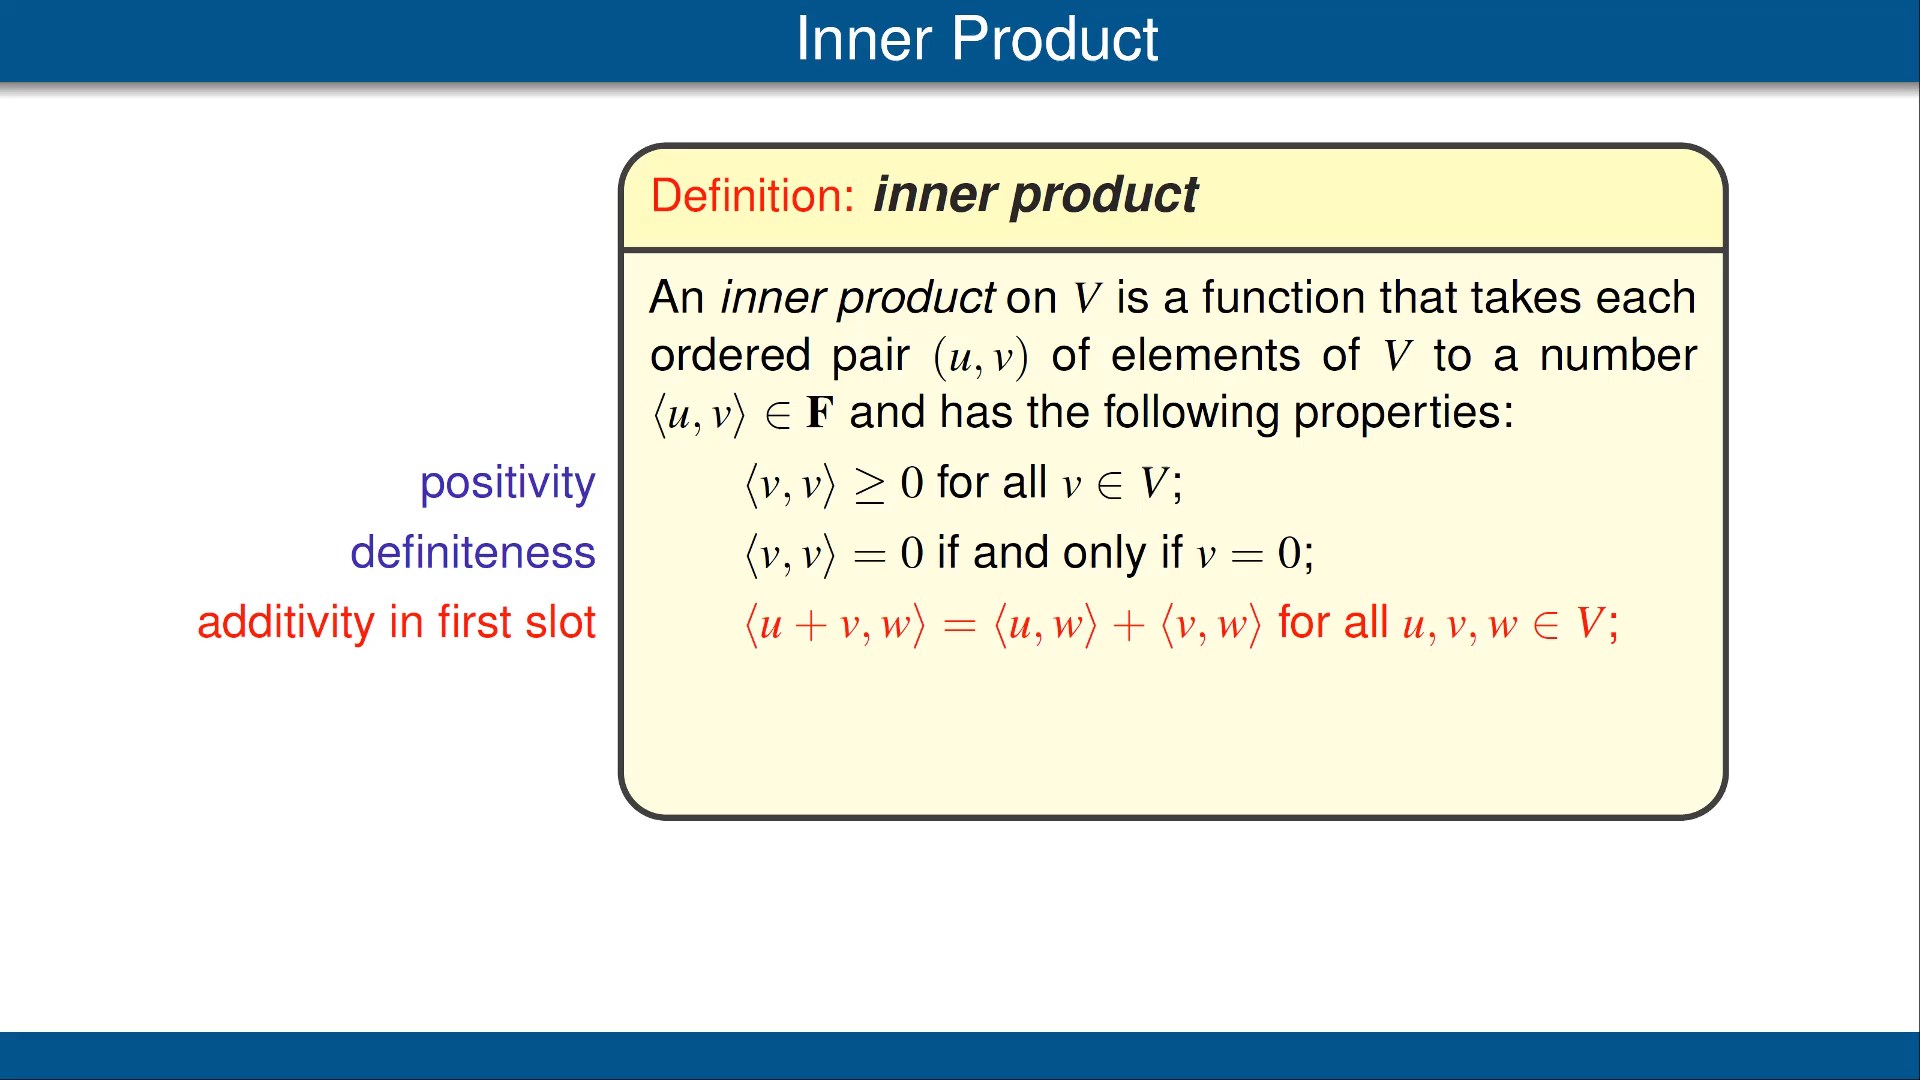 Inner Product
Definition: inner product
An inner product on V is a function that takes each
ordered pair (u, v) of elements of V to a number
⟨u, v⟩ ∈ F and has the following properties:
positivity ⟨v, v⟩ ≥ 0 for all v ∈ V;
definiteness ⟨v, v⟩ = 0 if and only if v = 0;
additivity in first slot ⟨u + v, w⟩ = ⟨u, w⟩ + ⟨v, w⟩ for all u, v, w ∈ V;